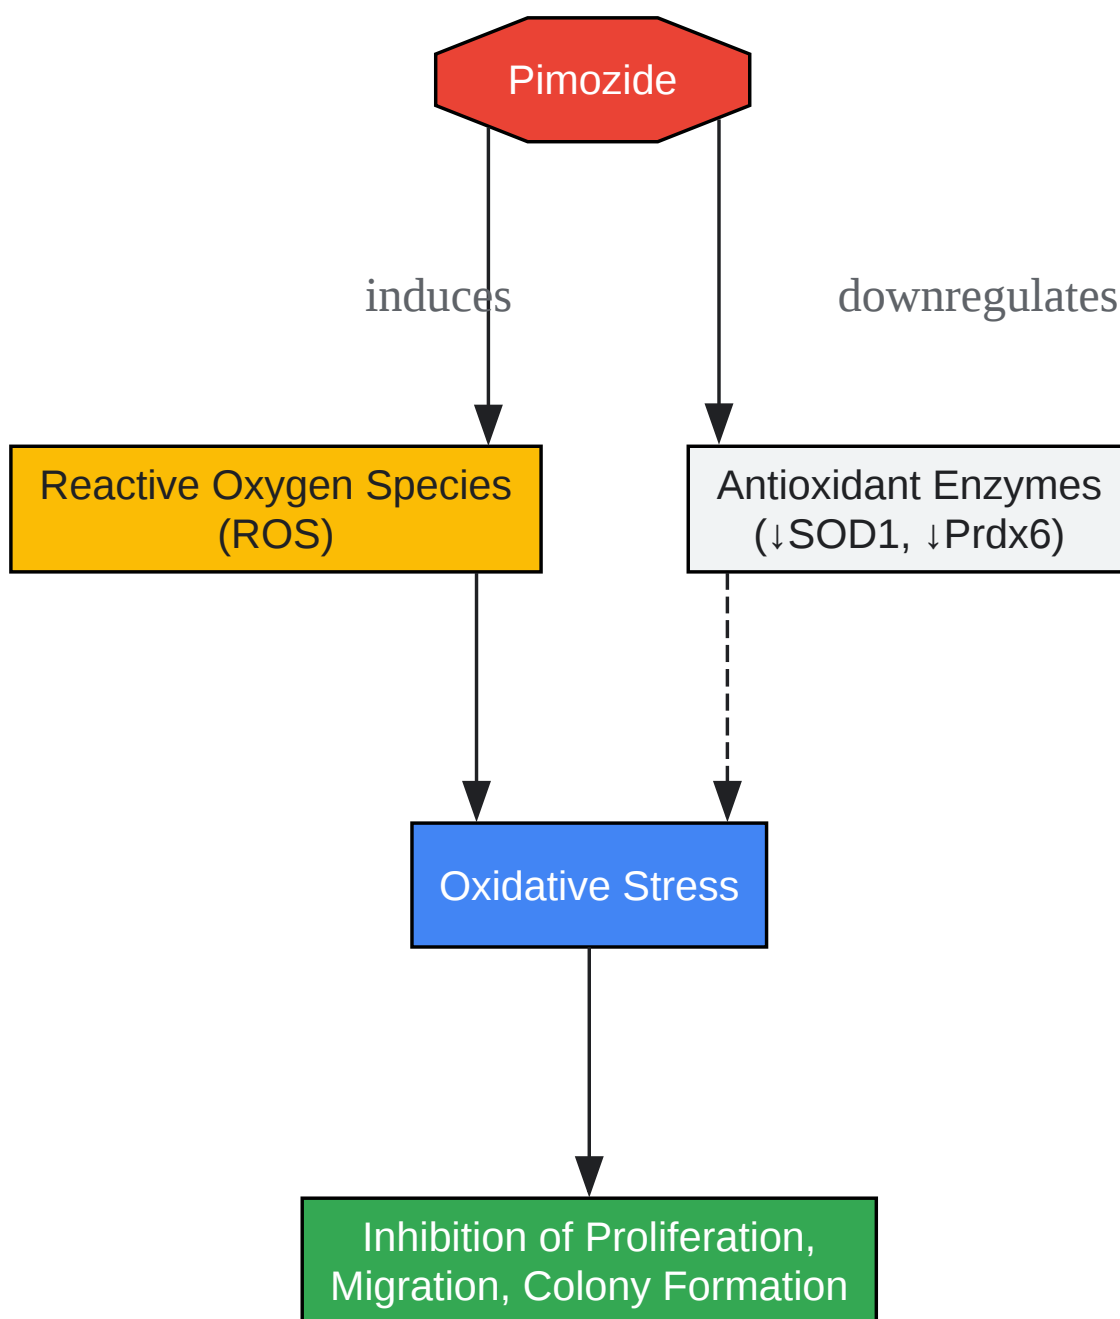 Pimozide
induces
downregulates
Reactive Oxygen Species
(ROS)
Antioxidant Enzymes
(↓SOD1, ↓Prdx6)
Oxidative Stress
Inhibition of Proliferation,
Migration, Colony Formation